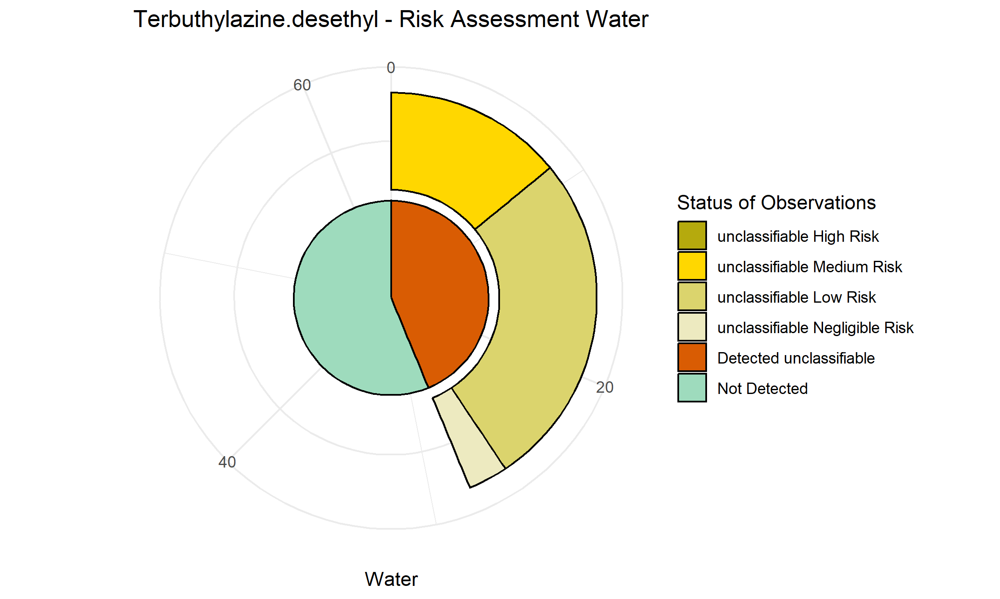 Terbuthylazine.desethyl - Risk Assessment Water
0
60
20
40
Water
Status of Observations
unclassifiable High Risk
unclassifiable Medium Risk
unclassifiable Low Risk
unclassifiable Negligible Risk
Detected unclassifiable
Not Detected